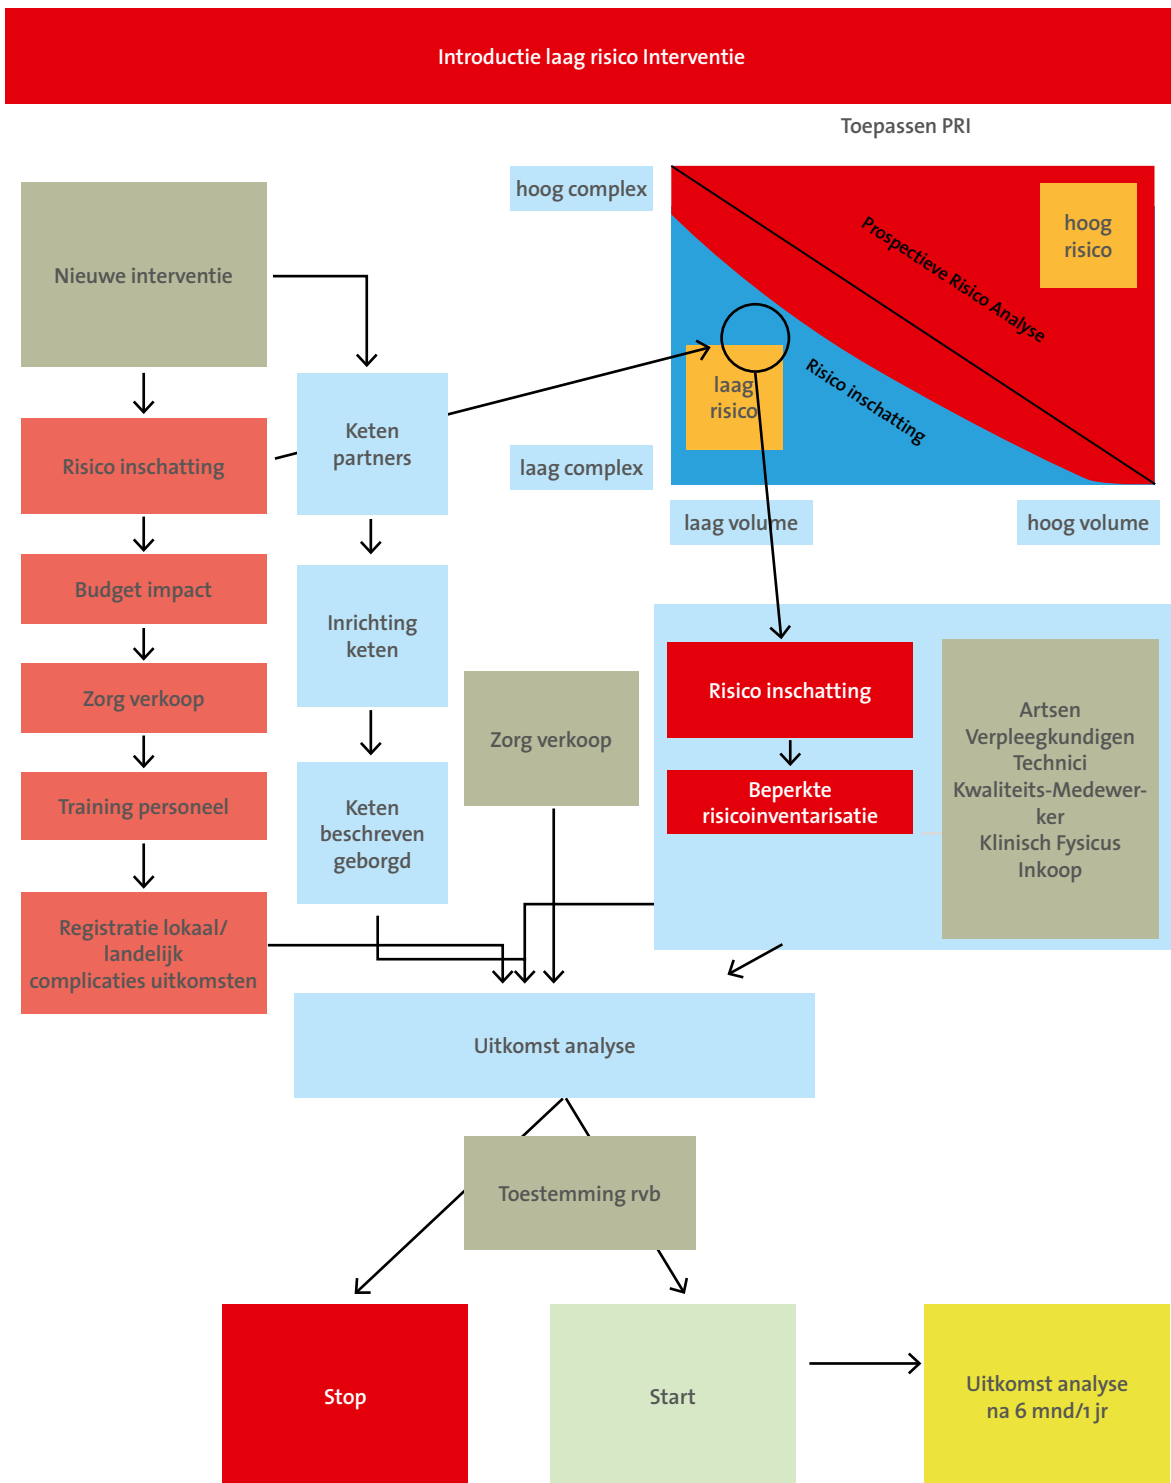 Introductie laag risico Interventie
Toepassen PRI
hoog complex
Prospectieve Risico Analyse
hoog
risico
Nieuwe interventie
Risico inschatting
laag
risico
Keten
partners
Risico inschatting
laag complex
laag volume
hoog volume
Budget impact
Inrichting
keten
Zorg verkoop
Training personeel
Keten
beschreven
geborgd
Registratie lokaal/
landelijk
complicaties uitkomsten
Zorg verkoop
Risico inschatting
Beperkte
risicoinventarisatie
Artsen
Verpleegkundigen
Technici
Kwaliteits-Medewer-
ker
Klinisch Fysicus
Inkoop
Uitkomst analyse
Toestemming rvb
Stop
Start
Uitkomst analyse
na 6 mnd/1 jr